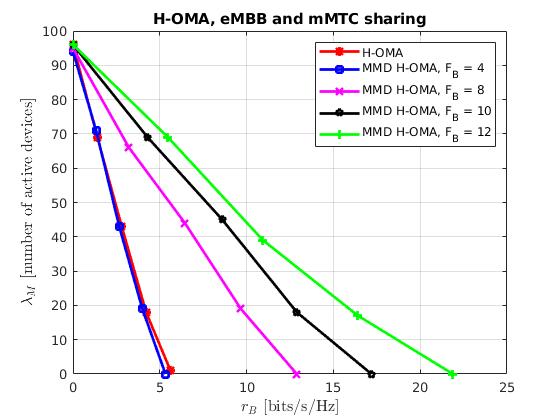 H-OMA, eMBB and mMTC sharing
100
90
80
70
60
50
40
30
20
10
0
λ_M [number of active devices]
H-OMA
MMD H-OMA, F_B = 4
MMD H-OMA, F_B = 8
MMD H-OMA, F_B = 10
MMD H-OMA, F_B = 12
0 5 10 15 20 25
r_B [bits/s/Hz]